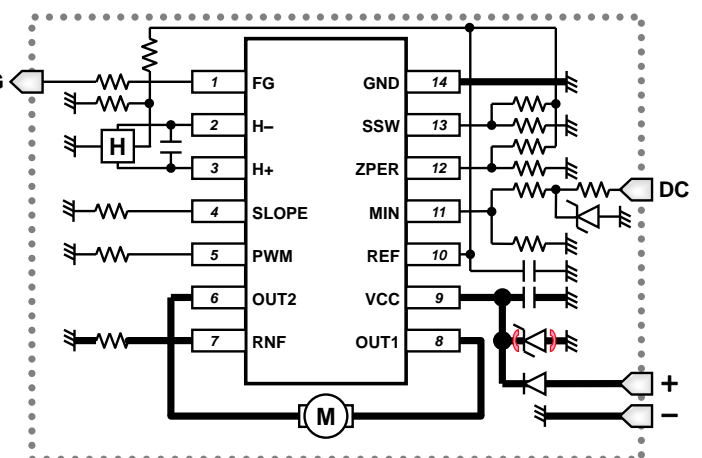 G
1 FG
GND 14
2 H–
SSW 13
H
3 H+
ZPER 12
DC
4 SLOPE
MIN 11
5 PWM
REF 10
6 OUT2
VCC 9
7 RNF
OUT1 8
+
M
–